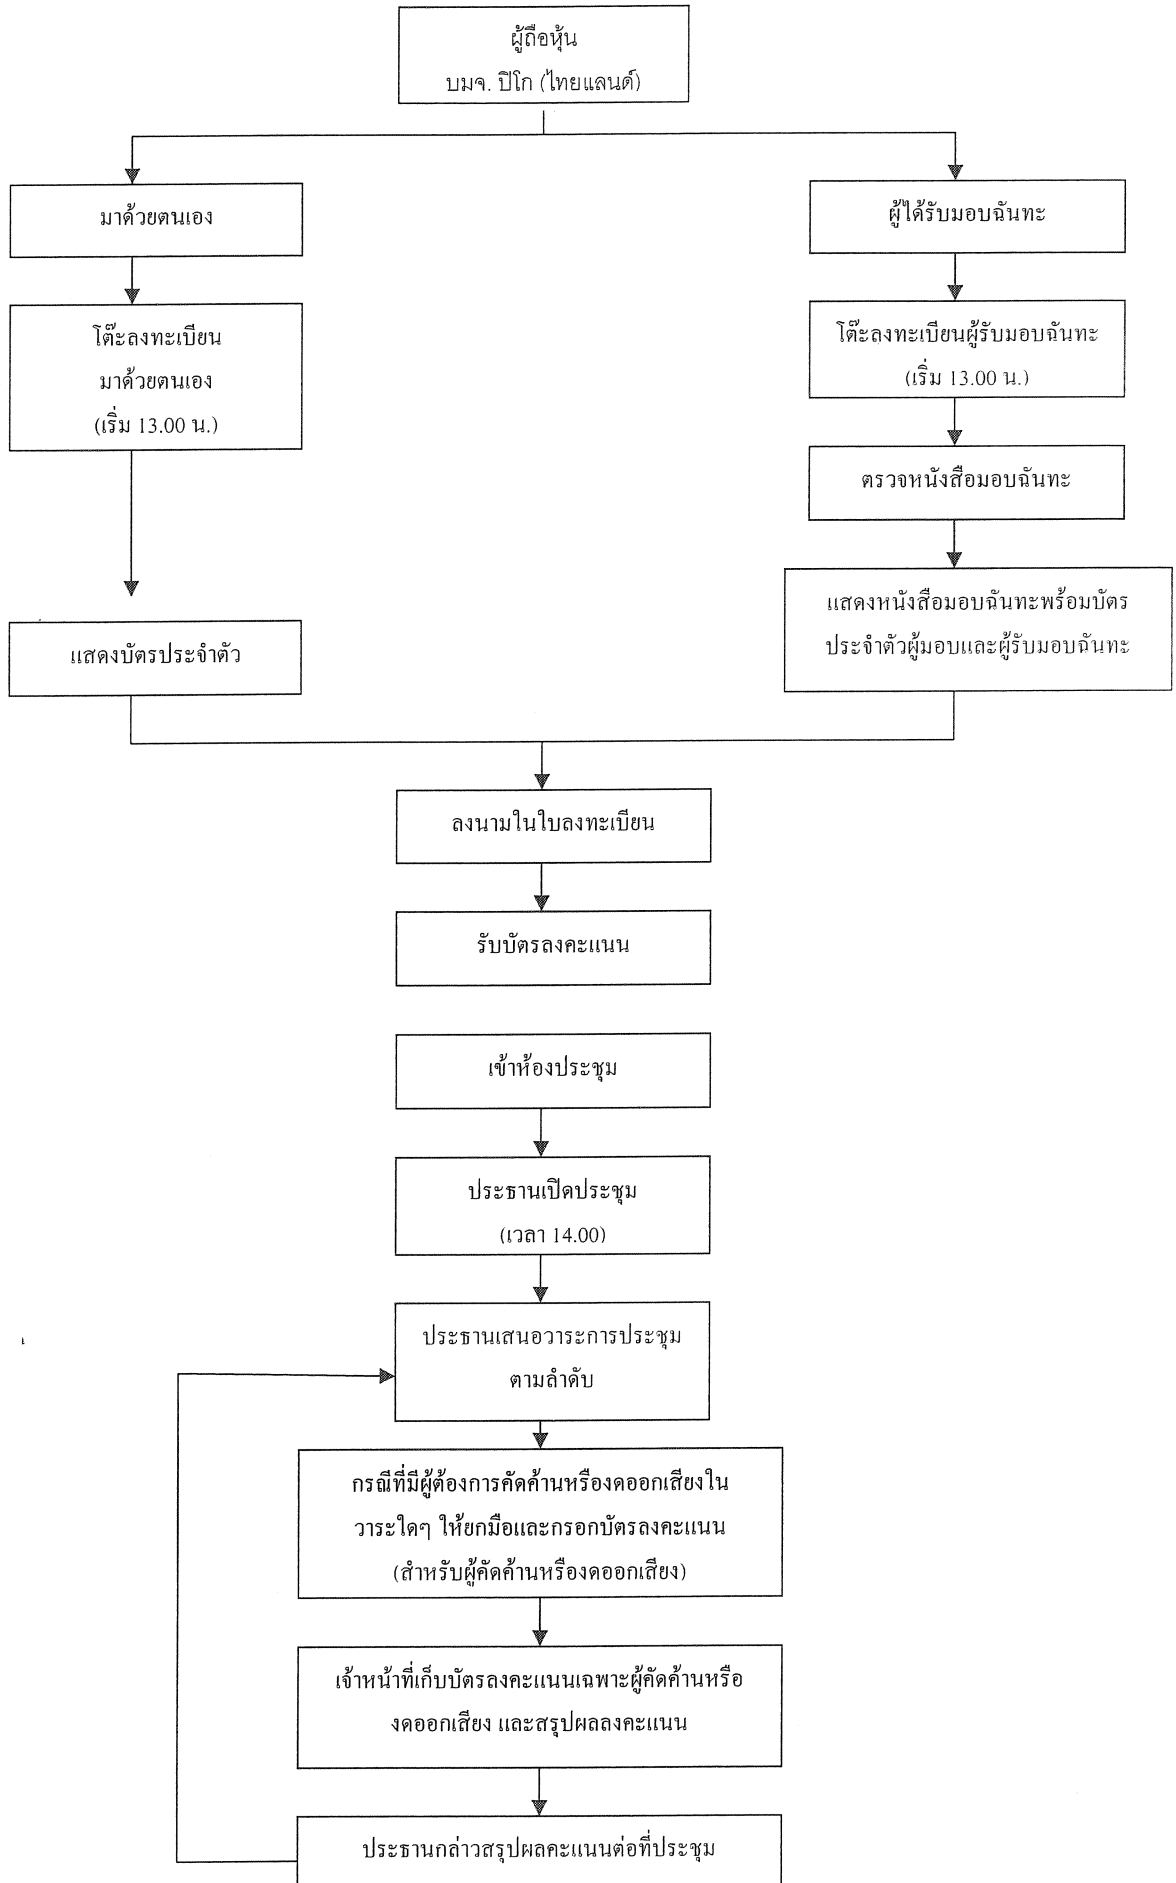 ผู้ถือหุ้น
บมจ. ปิโก (ไทยแลนด์)
มาด้วยตนเอง
ผู้ได้รับมอบฉันทะ
โต๊ะลงทะเบียน
มาด้วยตนเอง
(เริ่ม 13.00 น.)
โต๊ะลงทะเบียนผู้รับมอบฉันทะ
(เริ่ม 13.00 น.)
ตรวจหนังสือมอบฉันทะ
แสดงบัตรประจำตัว
แสดงหนังสือมอบฉันทะพร้อมบัตร
ประจำตัวผู้มอบและผู้รับมอบฉันทะ
ลงนามในใบลงทะเบียน
รับบัตรลงคะแนน
เข้าห้องประชุม
ประธานเปิดประชุม
(เวลา 14.00)
ประธานเสนอวาระการประชุม
ตามลำดับ
กรณีที่มีผู้ต้องการคัดค้านหรืองดออกเสียงใน
วาระใดๆ ให้ยกมือและกรอกบัตรลงคะแนน
(สำหรับผู้คัดค้านหรืองดออกเสียง)
เจ้าหน้าที่เก็บบัตรลงคะแนนเฉพาะผู้คัดค้านหรือ
งดออกเสียง และสรุปผลลงคะแนน
ประธานกล่าวสรุปผลคะแนนต่อที่ประชุม